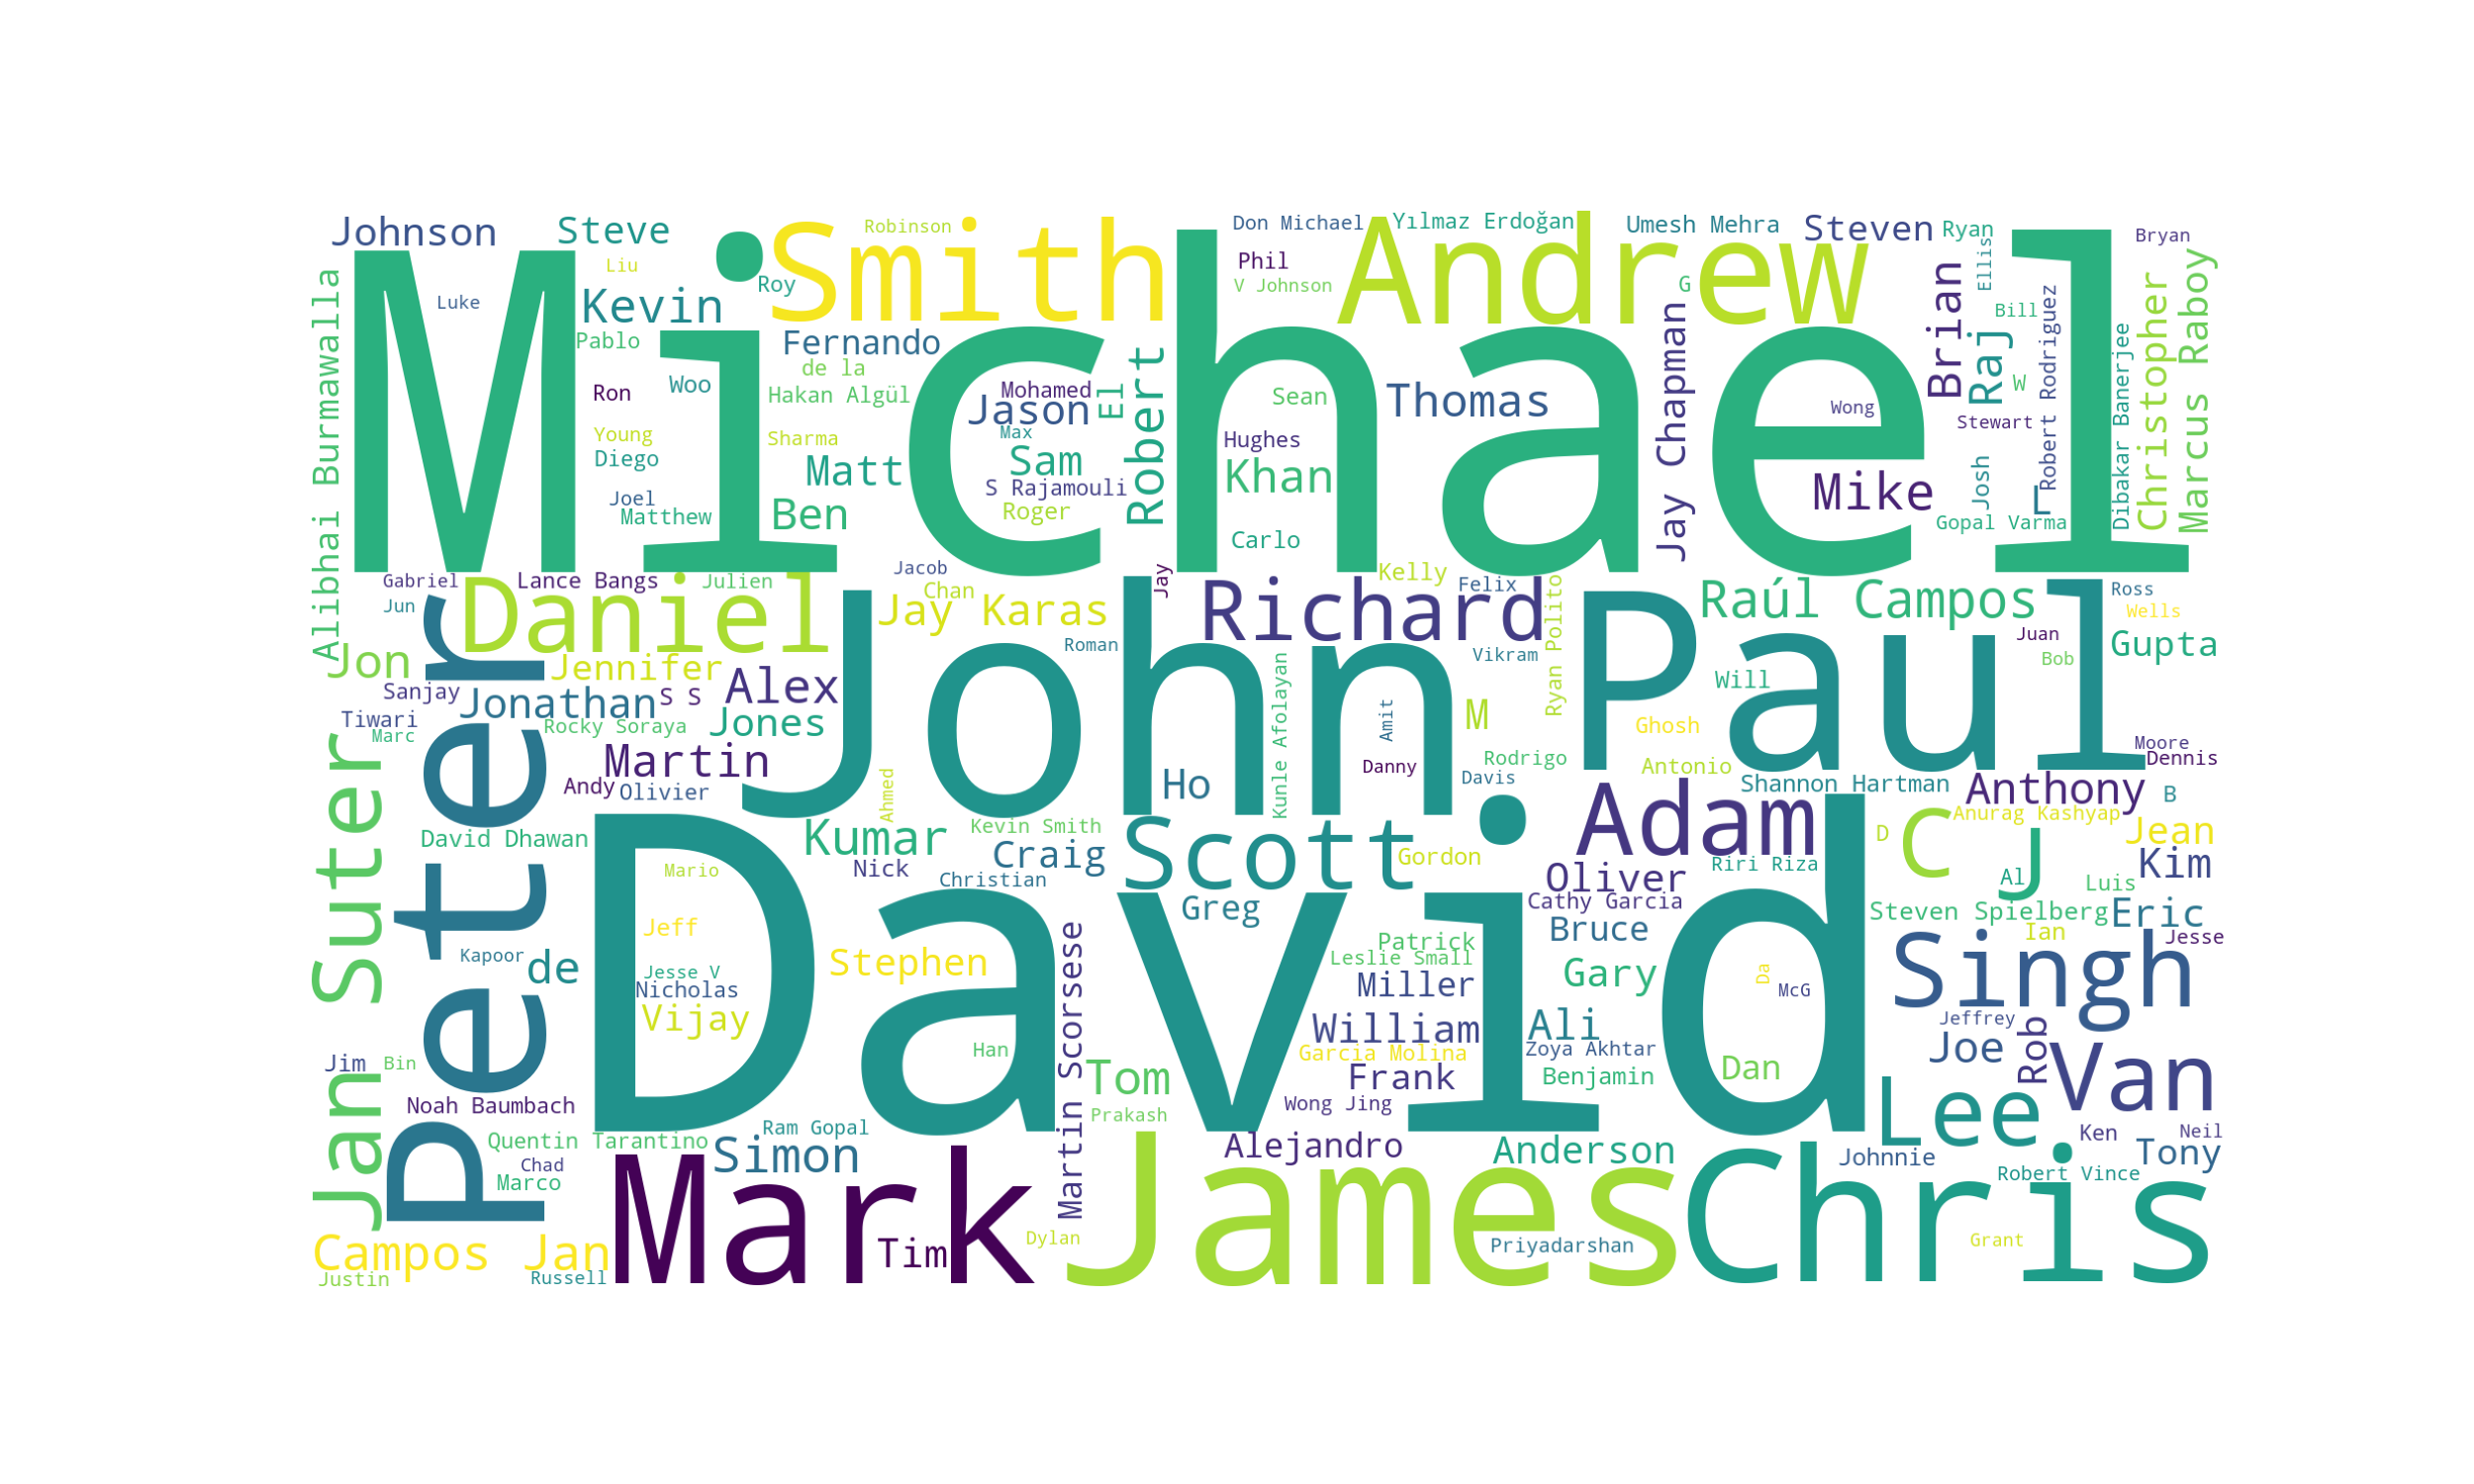 Michael
David
John
Paul
Peter
Mark
James
Chris
Smith
Andrew
Daniel
Richard
Scott
Adam
Jan Suter
Singh
Lee
Van
C
J
Raúl Campos
Campos Jan
Johnson
Steve
Robinson
Don Michael
Yılmaz Erdoğan
Umesh Mehra
Steven
Ryan
Bryan
Liu
Roy
Phil
V Johnson
G
Ellis
Luke
Kevin
Bill
Alibhai Burmawalla
Pablo
Fernando
de la
Ron
Woo
Hakan Algül
Mohamed
Jason
El
Robert
Sean
Thomas
Jay Chapman
Wong
Brian
Raj
W
Robert Rodriguez
Dibakar Banerjee
Christopher
Marcus Raboy
Stewart
Young
Sharma
Max
Hughes
Diego
Matt
Sam
Khan
Joel
S Rajamouli
Mike
Josh
L
Matthew
Ben
Roger
Carlo
Gopal Varma
Gabriel
Lance Bangs
Julien
Jacob
Chan
Jay
Kelly
Felix
Ross
Jun
Jay Karas
Ryan Polito
Wells
Jon
Jennifer
Roman
Vikram
Juan
Bob
Gupta
Sanjay
Jonathan
S S
Alex
Will
Tiwari
Marc
Rocky Soraya
Jones
Kunle Afolayan
Amit
M
Ghosh
Martin
Danny
Rodrigo
Davis
Antonio
Moore
Dennis
Andy
Olivier
Ahmed
Ho
Shannon Hartman
Anthony
B
David Dhawan
Kumar
Kevin Smith
Craig
Gordon
D
Anurag Kashyap
Jean
Mario
Nick
Christian
Oliver
Riri Riza
Al
Luis
Kim
Greg
Cathy Garcia
Steven Spielberg
Eric
Jeff
Bruce
Patrick
Ian
Jesse
Kapoor
de
Jesse V
Stephen
Leslie Small
Nicholas
Miller
Gary
Da
McG
Vijay
Martin Scorsese
William
Ali
Jeffrey
Rob
Jim
Bin
Han
Garcia Molina
Zoya Akhtar
Joe
Tom
Frank
Benjamin
Dan
Noah Baumbach
Prakash
Wong Jing
Quentin Tarantino
Ram Gopal
Simon
Alejandro
Anderson
Johnnie
Ken
Neil
Tony
Chad
Marco
Robert Vince
Tim
Dylan
Priyadarshan
Grant
Justin
Russell